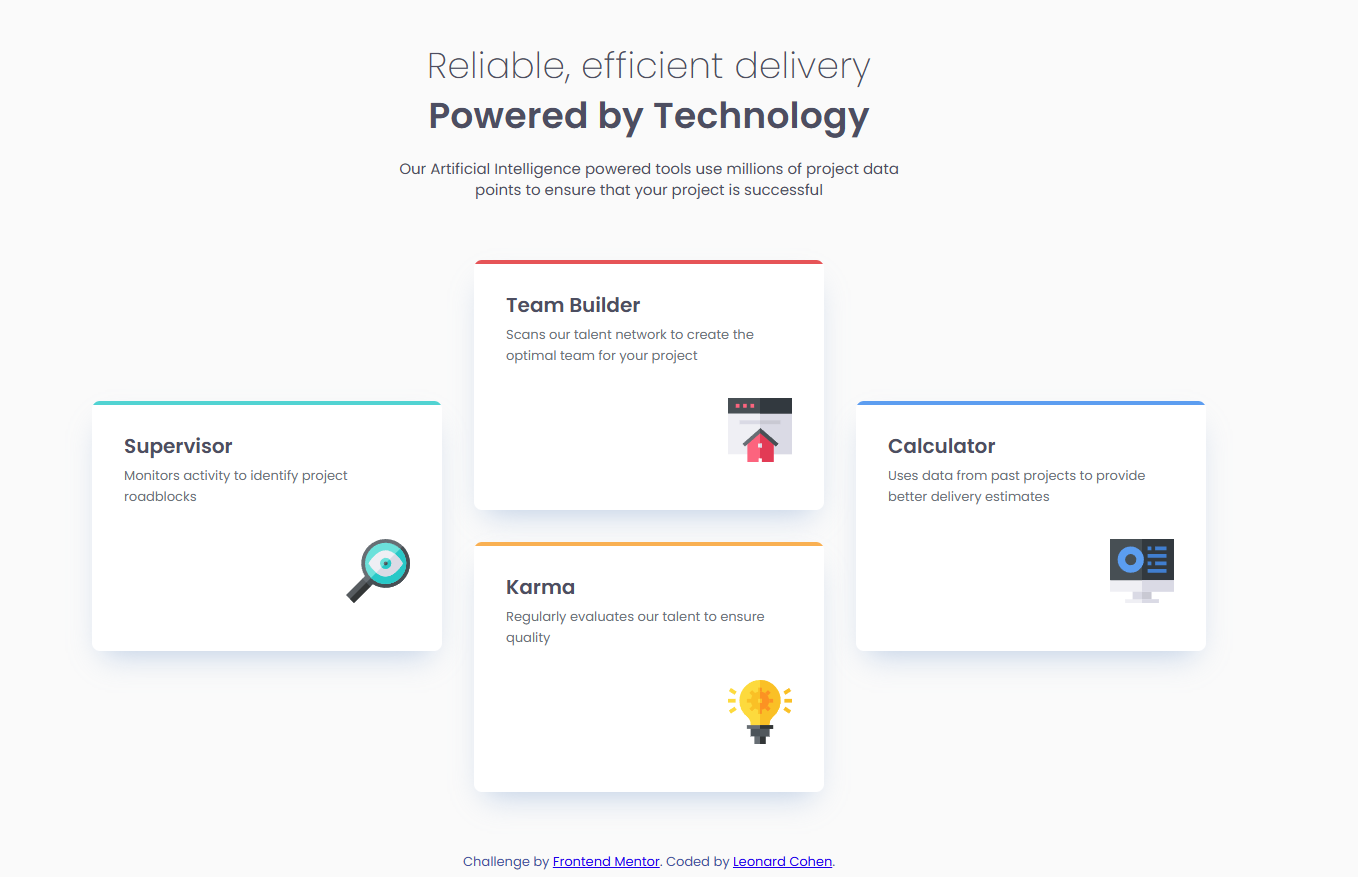 Reliable, efficient delivery
Powered by Technology
Our Artificial Intelligence powered tools use millions of project data
points to ensure that your project is successful
Team Builder
Scans our talent network to create the
optimal team for your project
Supervisor
Monitors activity to identify project
roadblocks
Calculator
Uses data from past projects to provide
better delivery estimates
Karma
Regularly evaluates our talent to ensure
quality
Challenge by Frontend Mentor. Coded by Leonard Cohen.